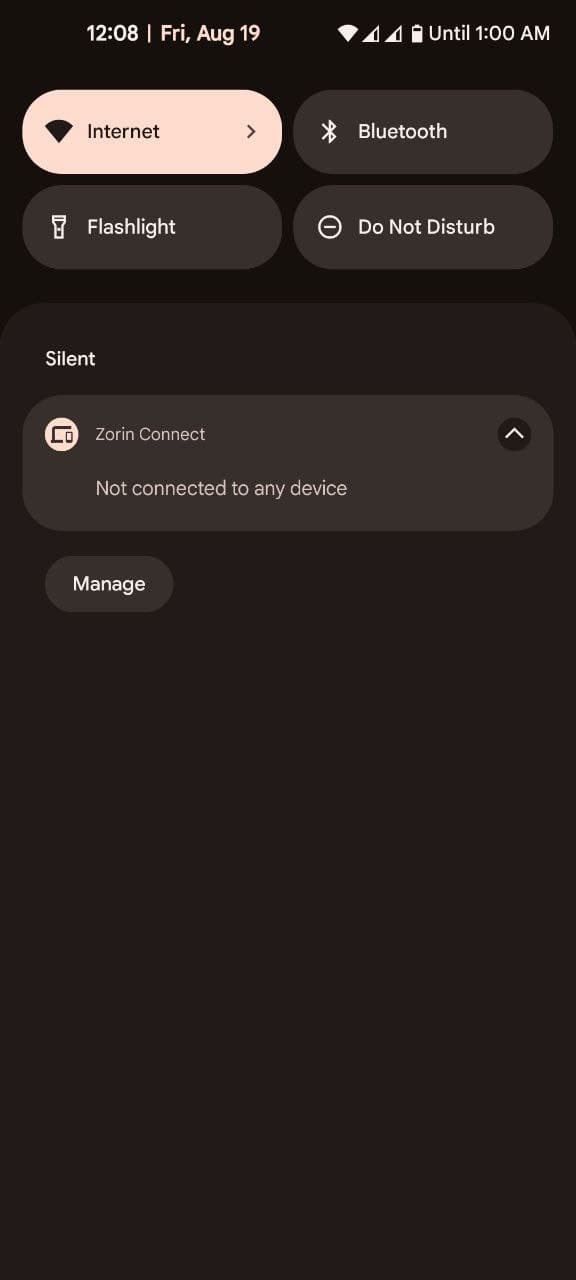 12:08 | Fri, Aug 19 Until 1:00 AM
Internet Bluetooth
Flashlight Do Not Disturb
Silent
Zorin Connect
Not connected to any device
Manage